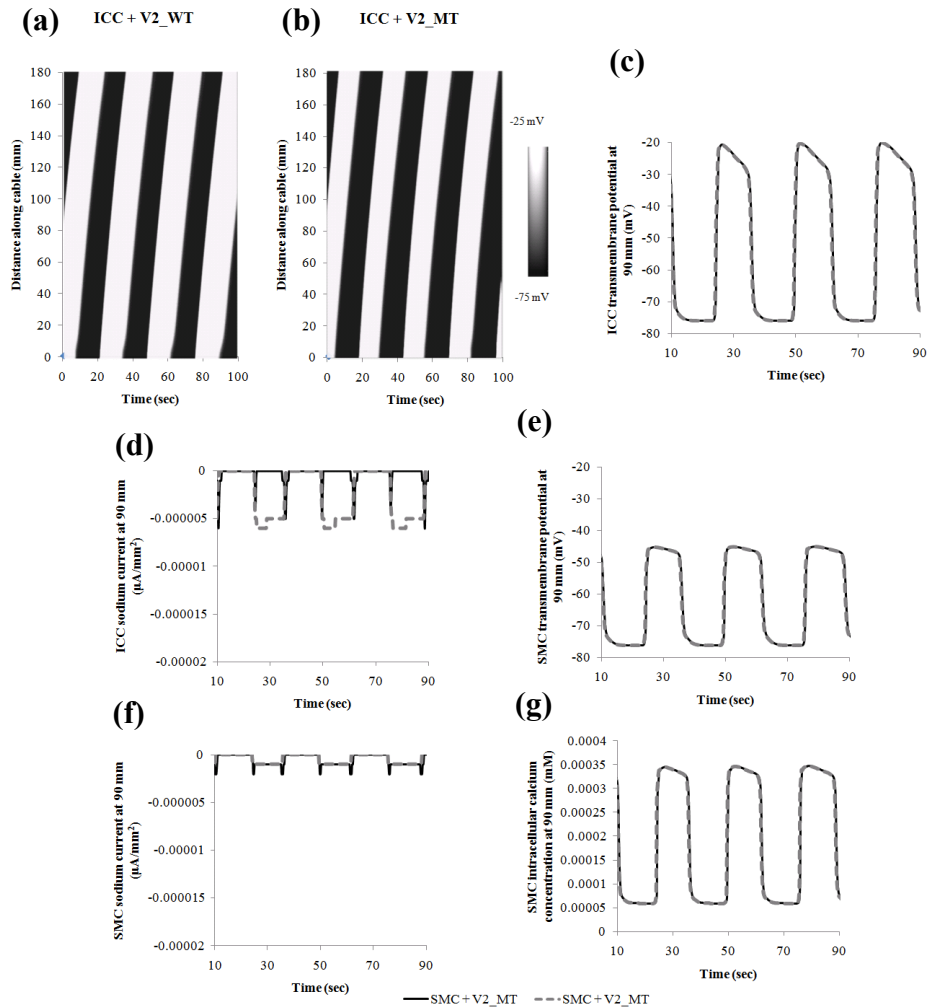 (a) ICC + V2_WT
(b) ICC + V2_MT
(c)
180
160
140
120
100
80
60
40
20
0
Distance along cable (mm)
0 20 40 60 80 100
Time (sec)
180
160
140
120
100
80
60
40
20
0
Distance along cable (mm)
0 20 40 60 80 100
Time (sec)
-25 mV
-75 mV
-20
-30
-40
-50
-60
-70
-80
ICC transmembrane potential at
90 mm (mV)
10 30 50 70 90
Time (sec)
(d)
0
-0.000005
-0.00001
-0.000015
-0.00002
ICC sodium current at 90 mm
(µA/mm²)
10 30 50 70 90
Time (sec)
(e)
-20
-30
-40
-50
-60
-70
-80
SMC transmembrane potential at
90 mm (mV)
10 30 50 70 90
Time (sec)
(f)
0
-0.000005
-0.00001
-0.000015
-0.00002
SMC sodium current at 90 mm
(µA/mm²)
10 30 50 70 90
Time (sec)
(g)
0.0004
0.00035
0.0003
0.00025
0.0002
0.00015
0.0001
0.00005
0
SMC intracellular calcium
concentration at 90 mm (mM)
10 30 50 70 90
Time (sec)
SMC + V2_MT SMC + V2_MT